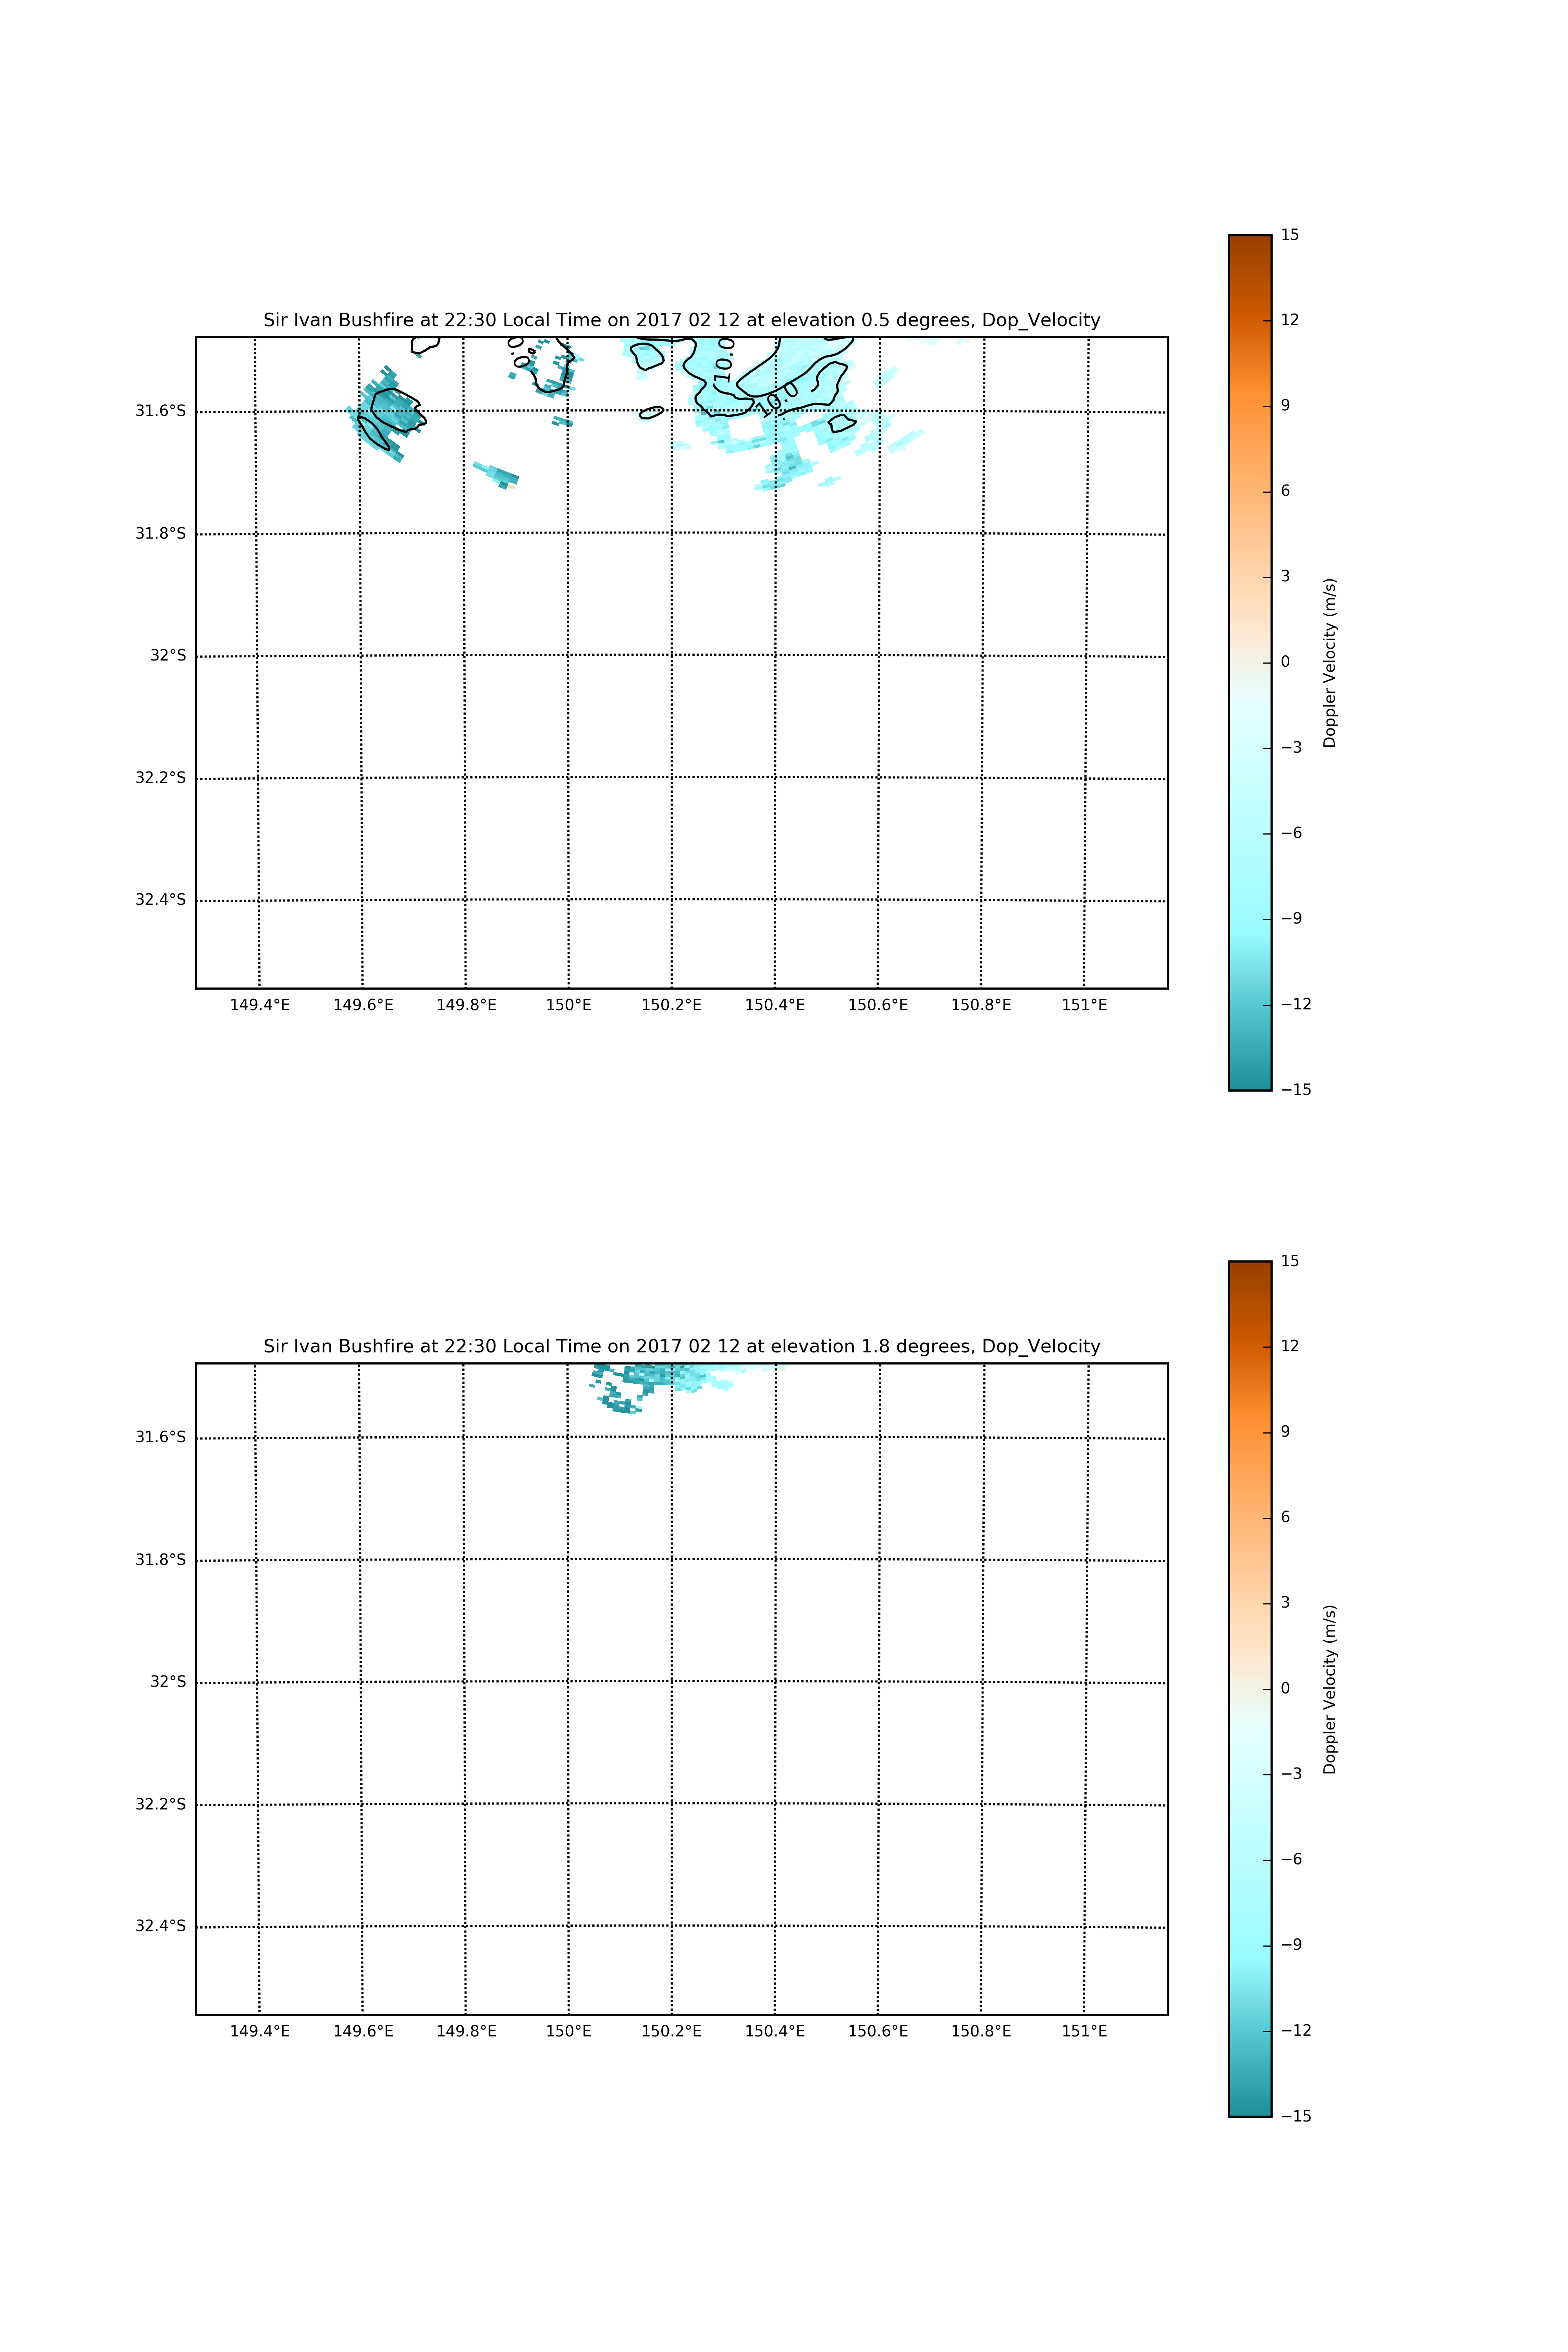 Sir Ivan Bushfire at 22:30 Local Time on 2017 02 12 at elevation 0.5 degrees, Dop_Velocity
10.0
10.0
31.6°S
31.8°S
32°S
32.2°S
32.4°S
149.4°E 149.6°E 149.8°E 150°E 150.2°E 150.4°E 150.6°E 150.8°E 151°E
15
12
9
6
3
0
−3
−6
−9
−12
−15
Doppler Velocity (m/s)
Sir Ivan Bushfire at 22:30 Local Time on 2017 02 12 at elevation 1.8 degrees, Dop_Velocity
31.6°S
31.8°S
32°S
32.2°S
32.4°S
149.4°E 149.6°E 149.8°E 150°E 150.2°E 150.4°E 150.6°E 150.8°E 151°E
15
12
9
6
3
0
−3
−6
−9
−12
−15
Doppler Velocity (m/s)